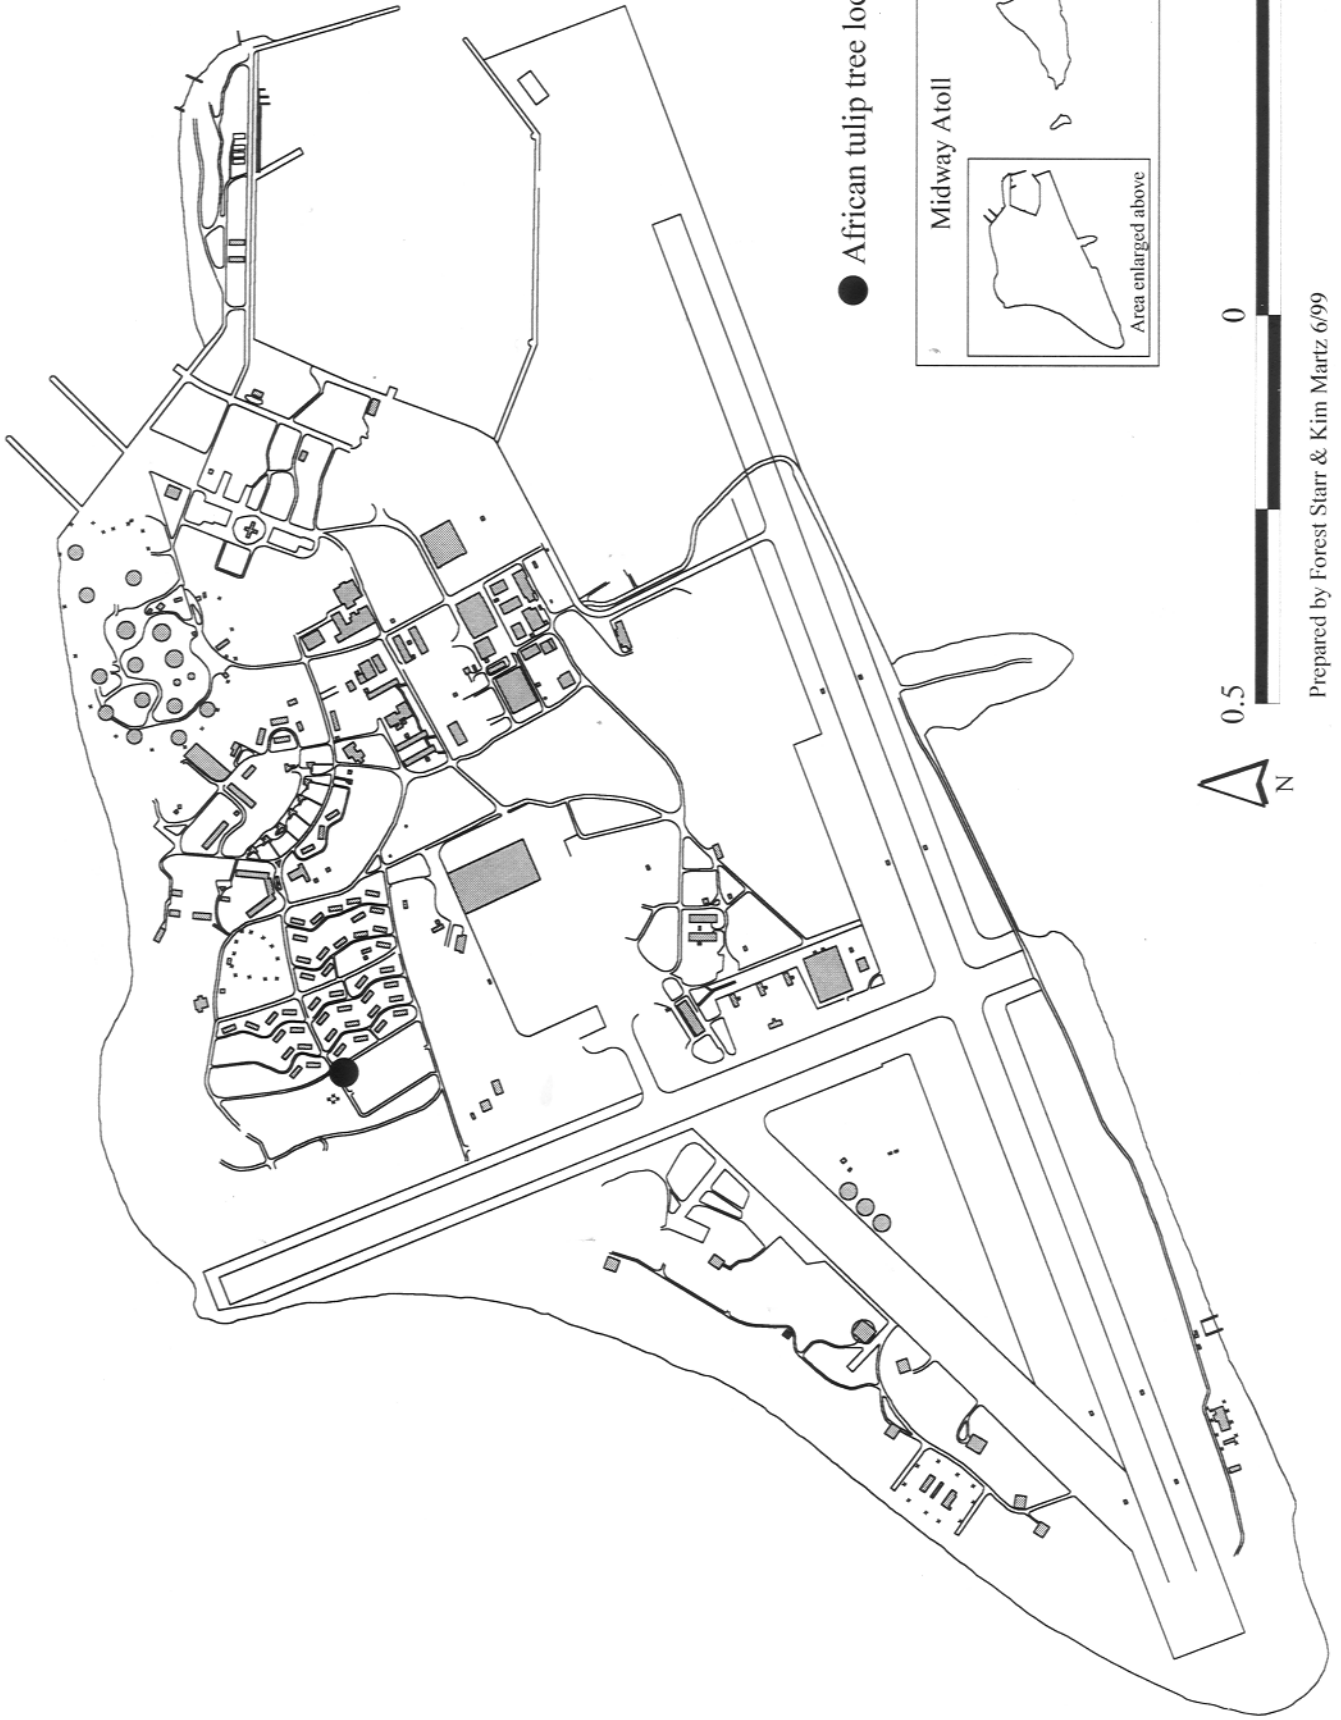 African tulip tree
Midway Atoll
Area enlarged above
0.5
0
N
Prepared by Forest Starr & Kim Martz 6/99